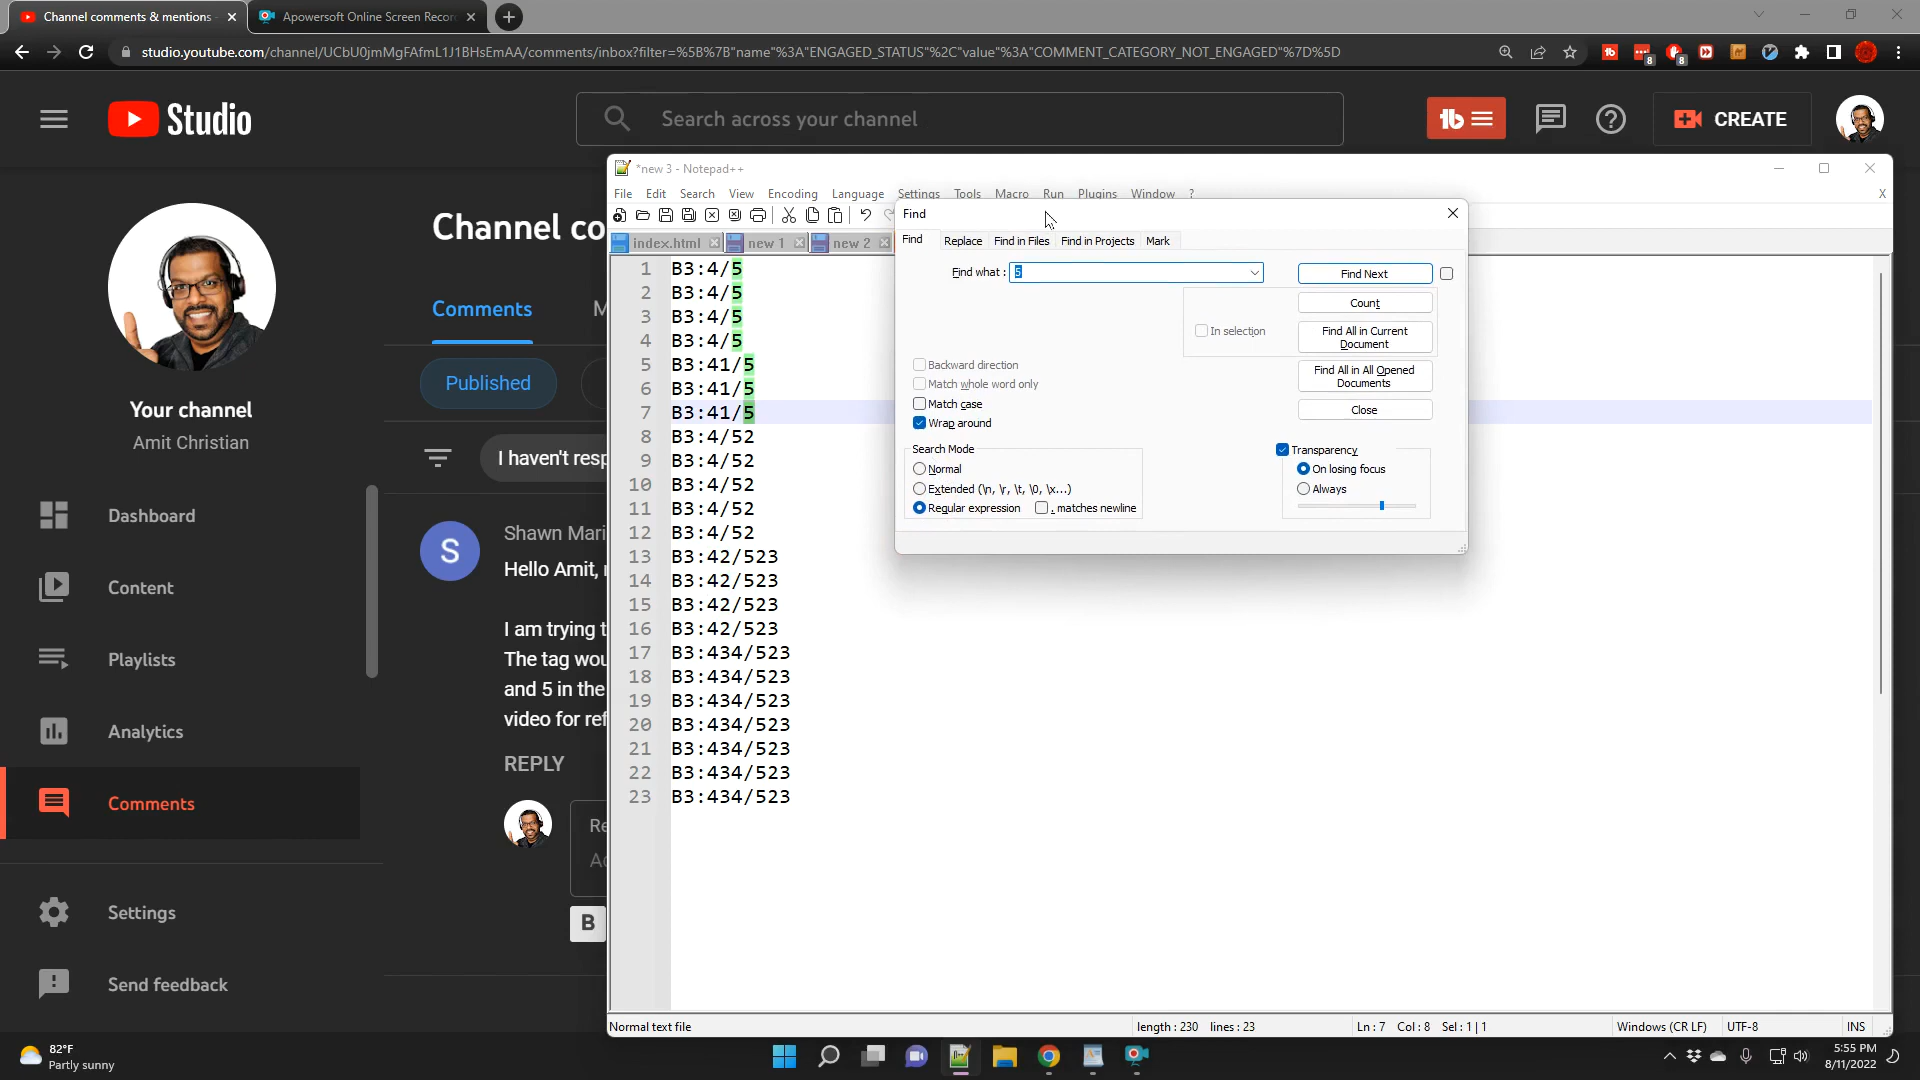 Channel comments & mentions -
Apowersoft Online Screen Recor
studio.youtube.com/channel/UCbU0jmMgFAfmL1J1BHsEmAA/comments/inbox?filter=%5B%7B"name"%3A"ENGAGED_STATUS"%2C"value"%3A"COMMENT_CATEGORY_NOT_ENGAGED"%7D%5D
8
8
Studio
Search across your channel
CREATE
Your channel
Amit Christian
Dashboard
Content
Playlists
Analytics
Comments
Settings
Send feedback
Channel co
Comments
M
Published
I haven't resp
S
Shawn Mari
Hello Amit,
I am trying t
The tag wou
and 5 in the
video for ref
REPLY
Re
Ac
B
*new 3 - Notepad++
File Edit Search View Encoding Language Settings Tools Macro Run Plugins Window ?
X
index.html new 1 new 2
1 B3:4/5
2 B3:4/5
3 B3:4/5
4 B3:4/5
5 B3:41/5
6 B3:41/5
7 B3:41/5
8 B3:4/52
9 B3:4/52
10 B3:4/52
11 B3:4/52
12 B3:4/52
13 B3:42/523
14 B3:42/523
15 B3:42/523
16 B3:42/523
17 B3:434/523
18 B3:434/523
19 B3:434/523
20 B3:434/523
21 B3:434/523
22 B3:434/523
23 B3:434/523
Find
Find Replace Find in Files Find in Projects Mark
Find what : 5
Find Next
Count
In selection
Find All in Current Document
Find All in All Opened Documents
Close
Backward direction
Match whole word only
Match case
Wrap around
Search Mode
Normal
Extended (\n, \r, \t, \0, \x...)
Regular expression . matches newline
Transparency
On losing focus
Always
Normal text file length : 230 lines : 23 Ln : 7 Col : 8 Sel : 1 | 1 Windows (CR LF) UTF-8 INS
82°F
Partly sunny
5:55 PM
8/11/2022